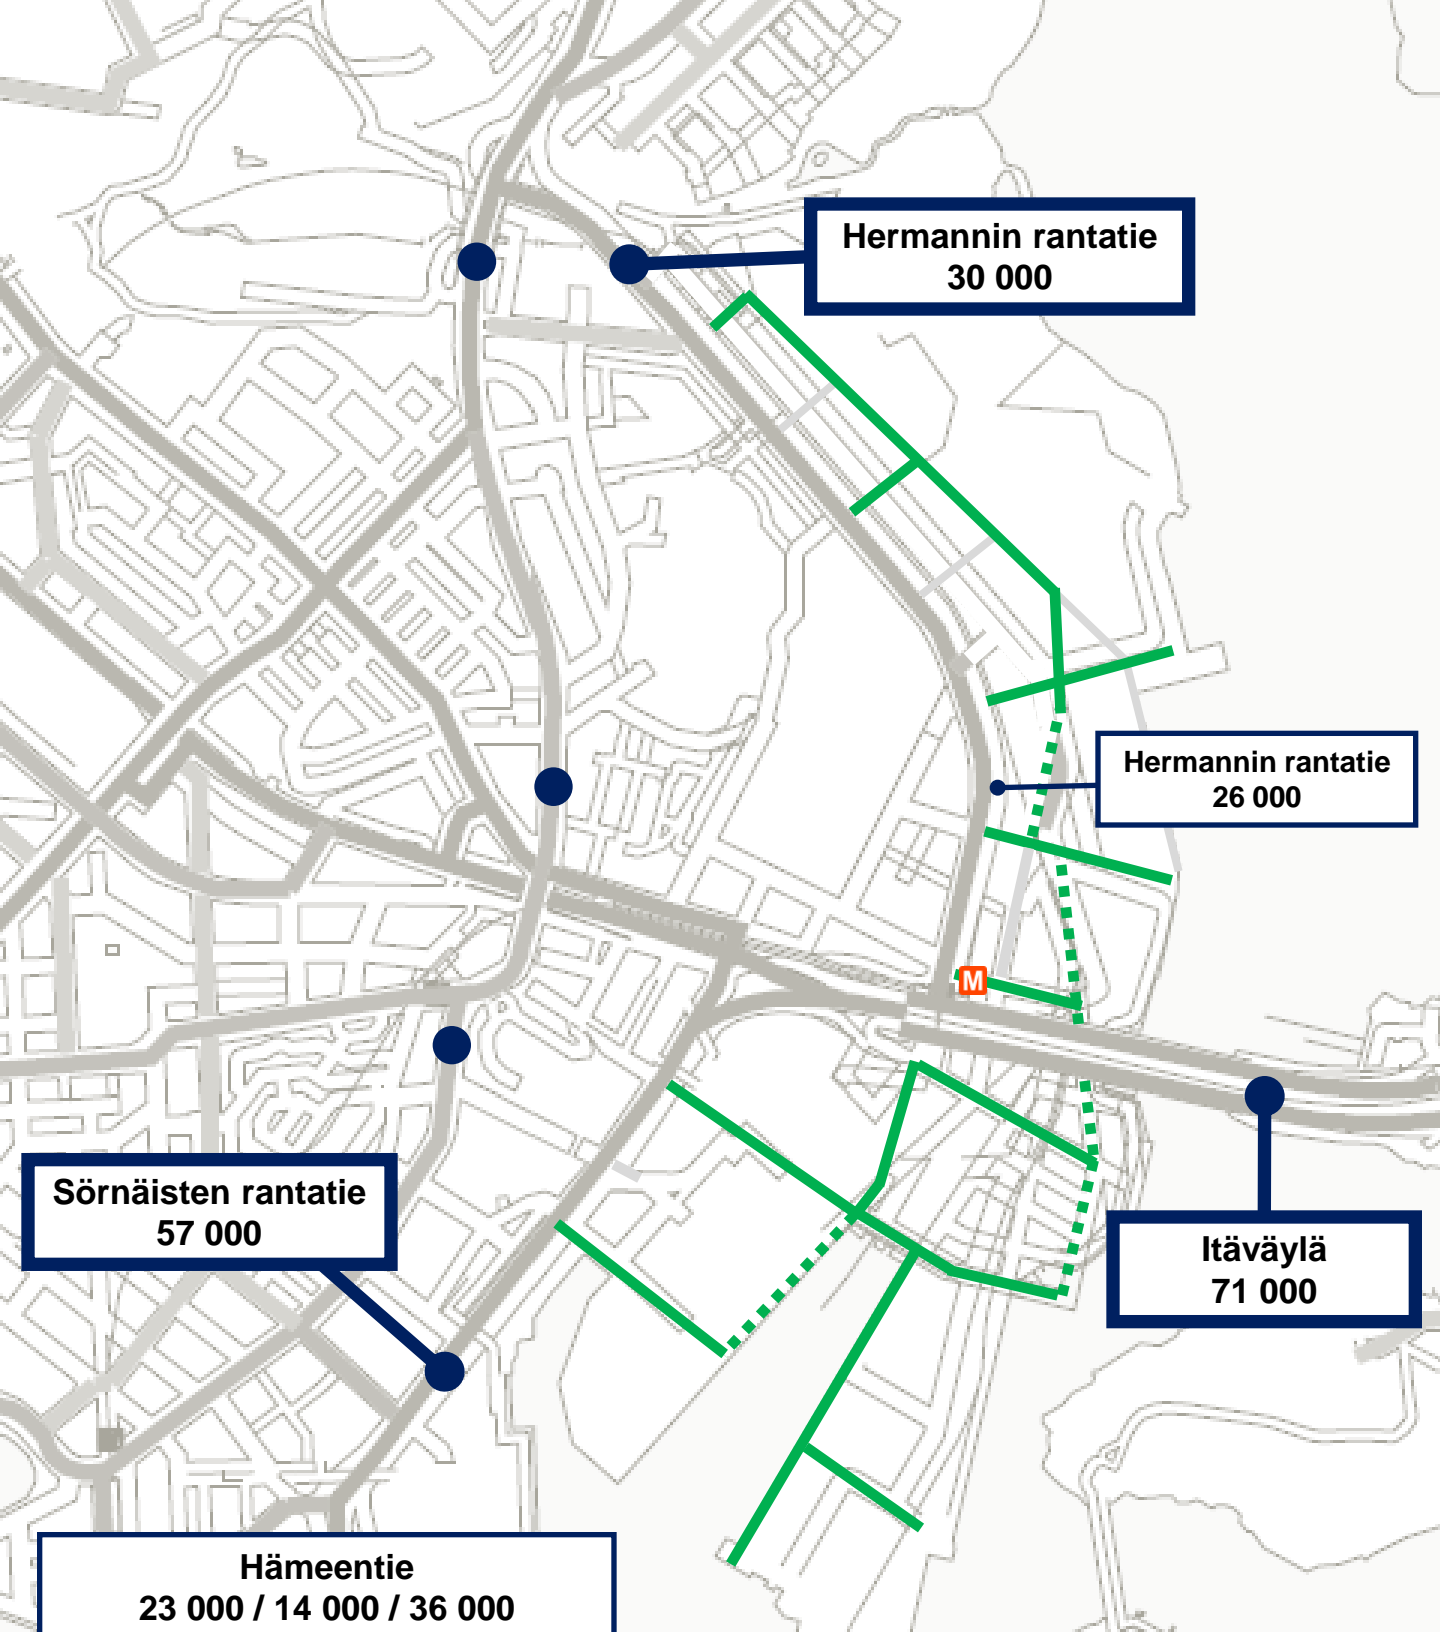 Hermannin rantatie
30 000
Hermannin rantatie
26 000
M
Sörnäisten rantatie
57 000
Itäväylä
71 000
Hämeentie
23 000 / 14 000 / 36 000